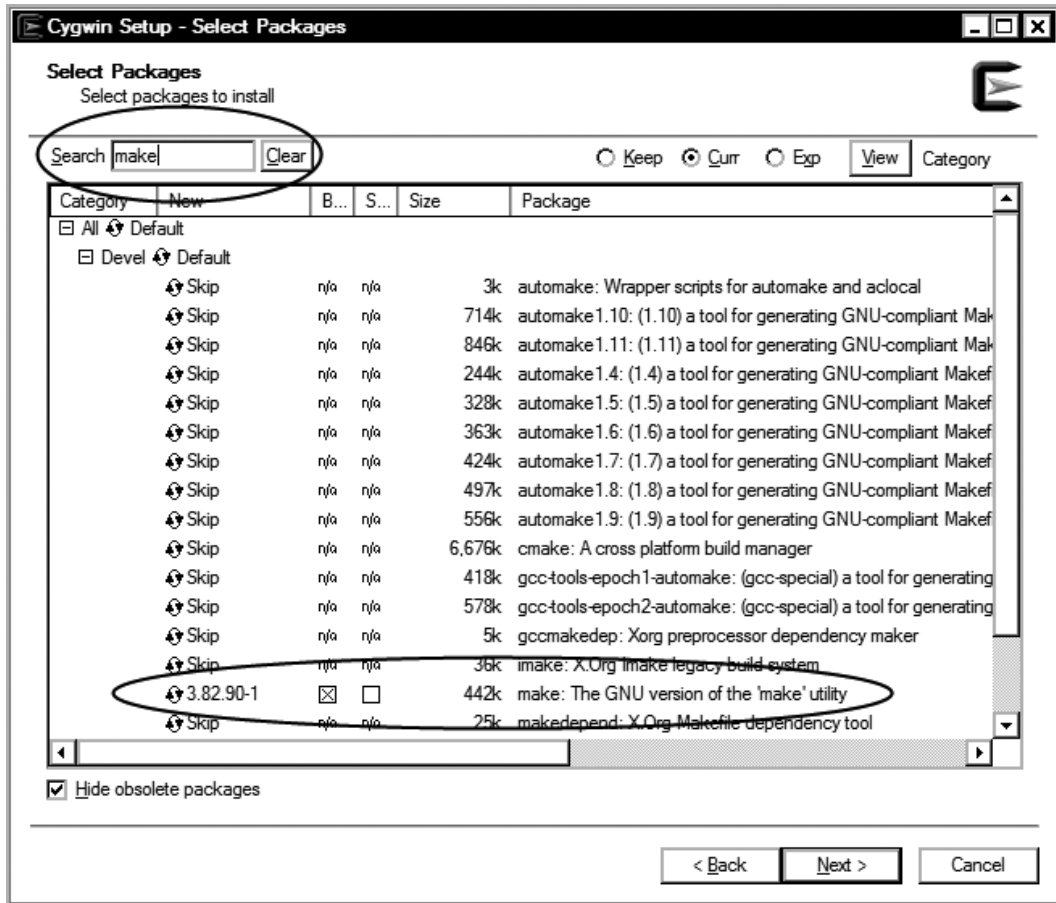 Cygwin Setup - Select Packages
Select Packages
Select packages to install
Search make Clear Keep Curr Exp View Category
Category New B... S... Size Package
All Default
Devel Default
Skip n/a n/a 3k automake: Wrapper scripts for automake and aclocal
Skip n/a n/a 714k automake1.10: (1.10) a tool for generating GNU-compliant Mak
Skip n/a n/a 846k automake1.11: (1.11) a tool for generating GNU-compliant Mak
Skip n/a n/a 244k automake1.4: (1.4) a tool for generating GNU-compliant Makef
Skip n/a n/a 328k automake1.5: (1.5) a tool for generating GNU-compliant Makef
Skip n/a n/a 363k automake1.6: (1.6) a tool for generating GNU-compliant Makef
Skip n/a n/a 424k automake1.7: (1.7) a tool for generating GNU-compliant Makef
Skip n/a n/a 497k automake1.8: (1.8) a tool for generating GNU-compliant Makef
Skip n/a n/a 556k automake1.9: (1.9) a tool for generating GNU-compliant Makef
Skip n/a n/a 6,676k cmake: A cross platform build manager
Skip n/a n/a 418k gcc-tools-epoch1-automake: (gcc-special) a tool for generating
Skip n/a n/a 578k gcc-tools-epoch2-automake: (gcc-special) a tool for generating
Skip n/a n/a 5k gccmakedep: Xorg preprocessor dependency maker
Skip n/a n/a 36k imake: X.Org Imake legacy build system
3.82.90-1 442k make: The GNU version of the 'make' utility
Skip n/a n/a 25k makedepend: X.Org Makefile dependency tool
Hide obsolete packages
< Back Next > Cancel